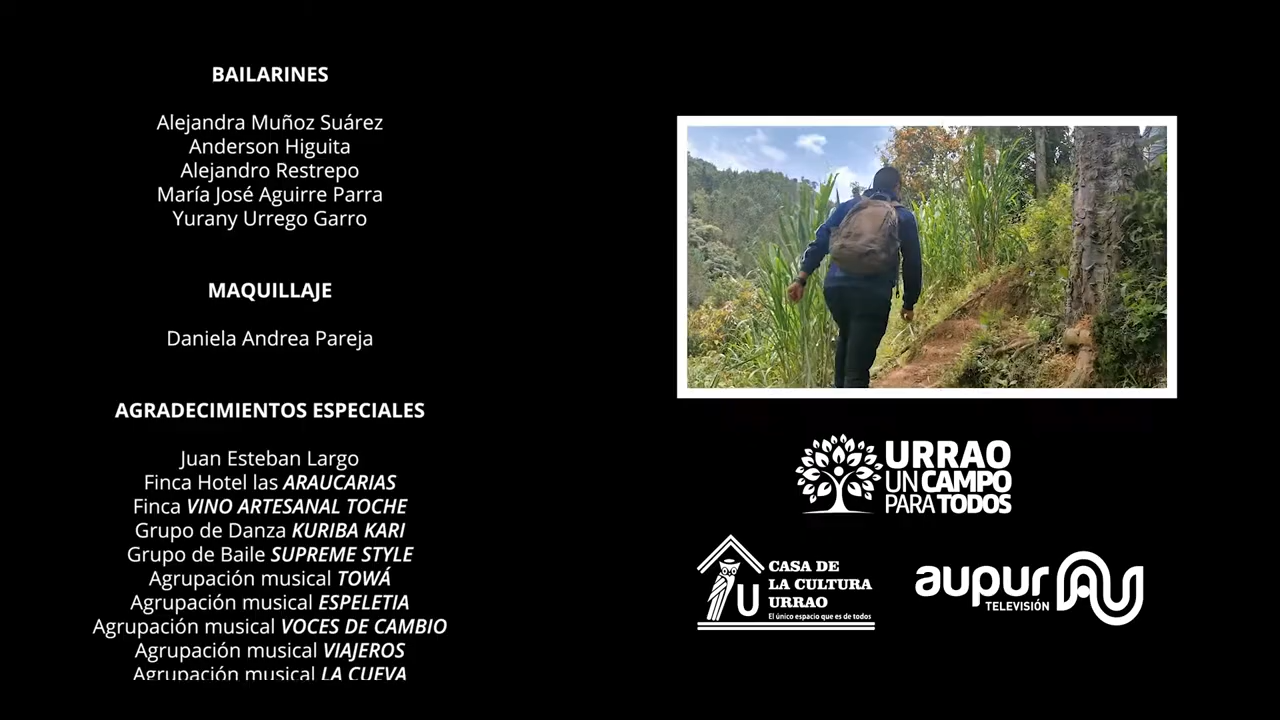 BAILARINES
Alejandra Muñoz Suárez
Anderson Higuita
Alejandro Restrepo
María José Aguirre Parra
Yurany Urrego Garro
MAQUILLAJE
Daniela Andrea Pareja
AGRADECIMIENTOS ESPECIALES
Juan Esteban Largo
Finca Hotel las ARAUCARIAS
Finca VINO ARTESANAL TOCHE
Grupo de Danza KURIBA KARI
Grupo de Baile SUPREME STYLE
Agrupación musical TOWÁ
Agrupación musical ESPELETIA
Agrupación musical VOCES DE CAMBIO
Agrupación musical VIAJEROS
Agrupación musical LA CUEVA
URRAO
UN CAMPO
PARA TODOS
CASA DE
LA CULTURA
URRAO
El único espacio que es de todos
U
aupur
TELEVISIÓN